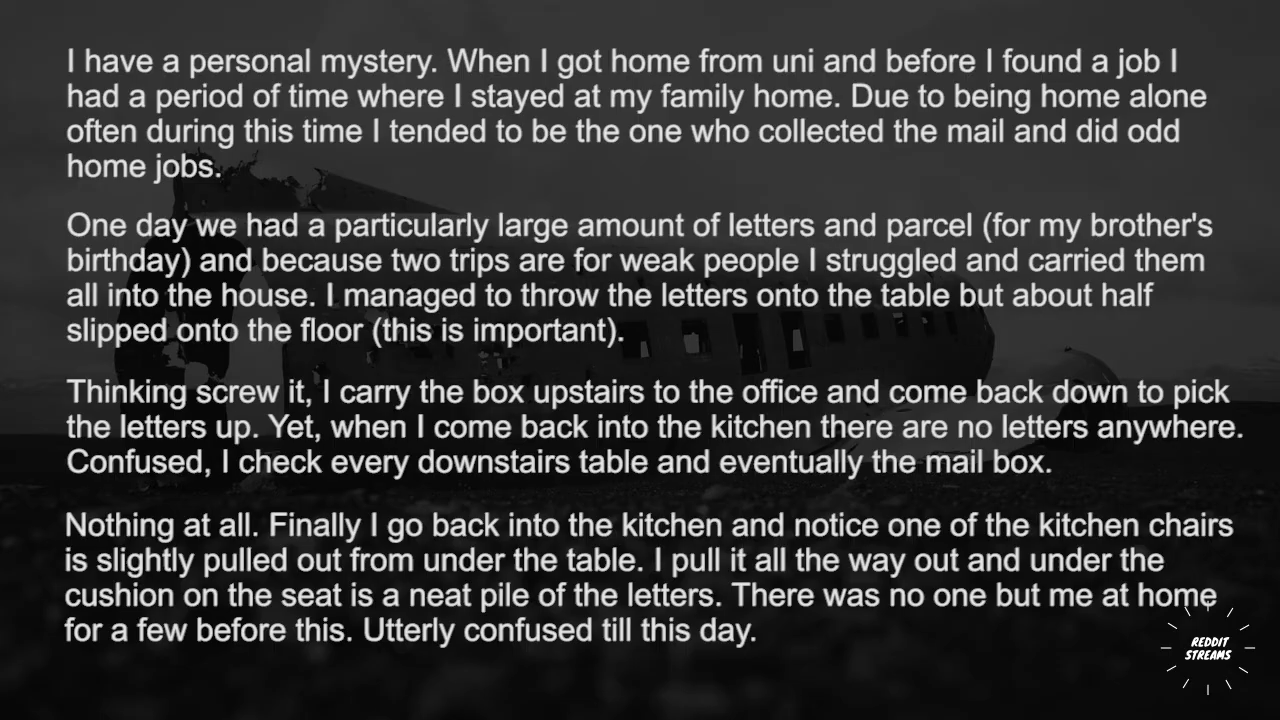 I have a personal mystery. When I got home from uni and before I found a job I
had a period of time where I stayed at my family home. Due to being home alone
often during this time I tended to be the one who collected the mail and did odd
home jobs.
One day we had a particularly large amount of letters and parcel (for my brother's
birthday) and because two trips are for weak people I struggled and carried them
all into the house. I managed to throw the letters onto the table but about half
slipped onto the floor (this is important).
Thinking screw it, I carry the box upstairs to the office and come back down to pick
the letters up. Yet, when I come back into the kitchen there are no letters anywhere.
Confused, I check every downstairs table and eventually the mail box.
Nothing at all. Finally I go back into the kitchen and notice one of the kitchen chairs
is slightly pulled out from under the table. I pull it all the way out and under the
cushion on the seat is a neat pile of the letters. There was no one but me at home
for a few before this. Utterly confused till this day.
REDDIT
STREAMS